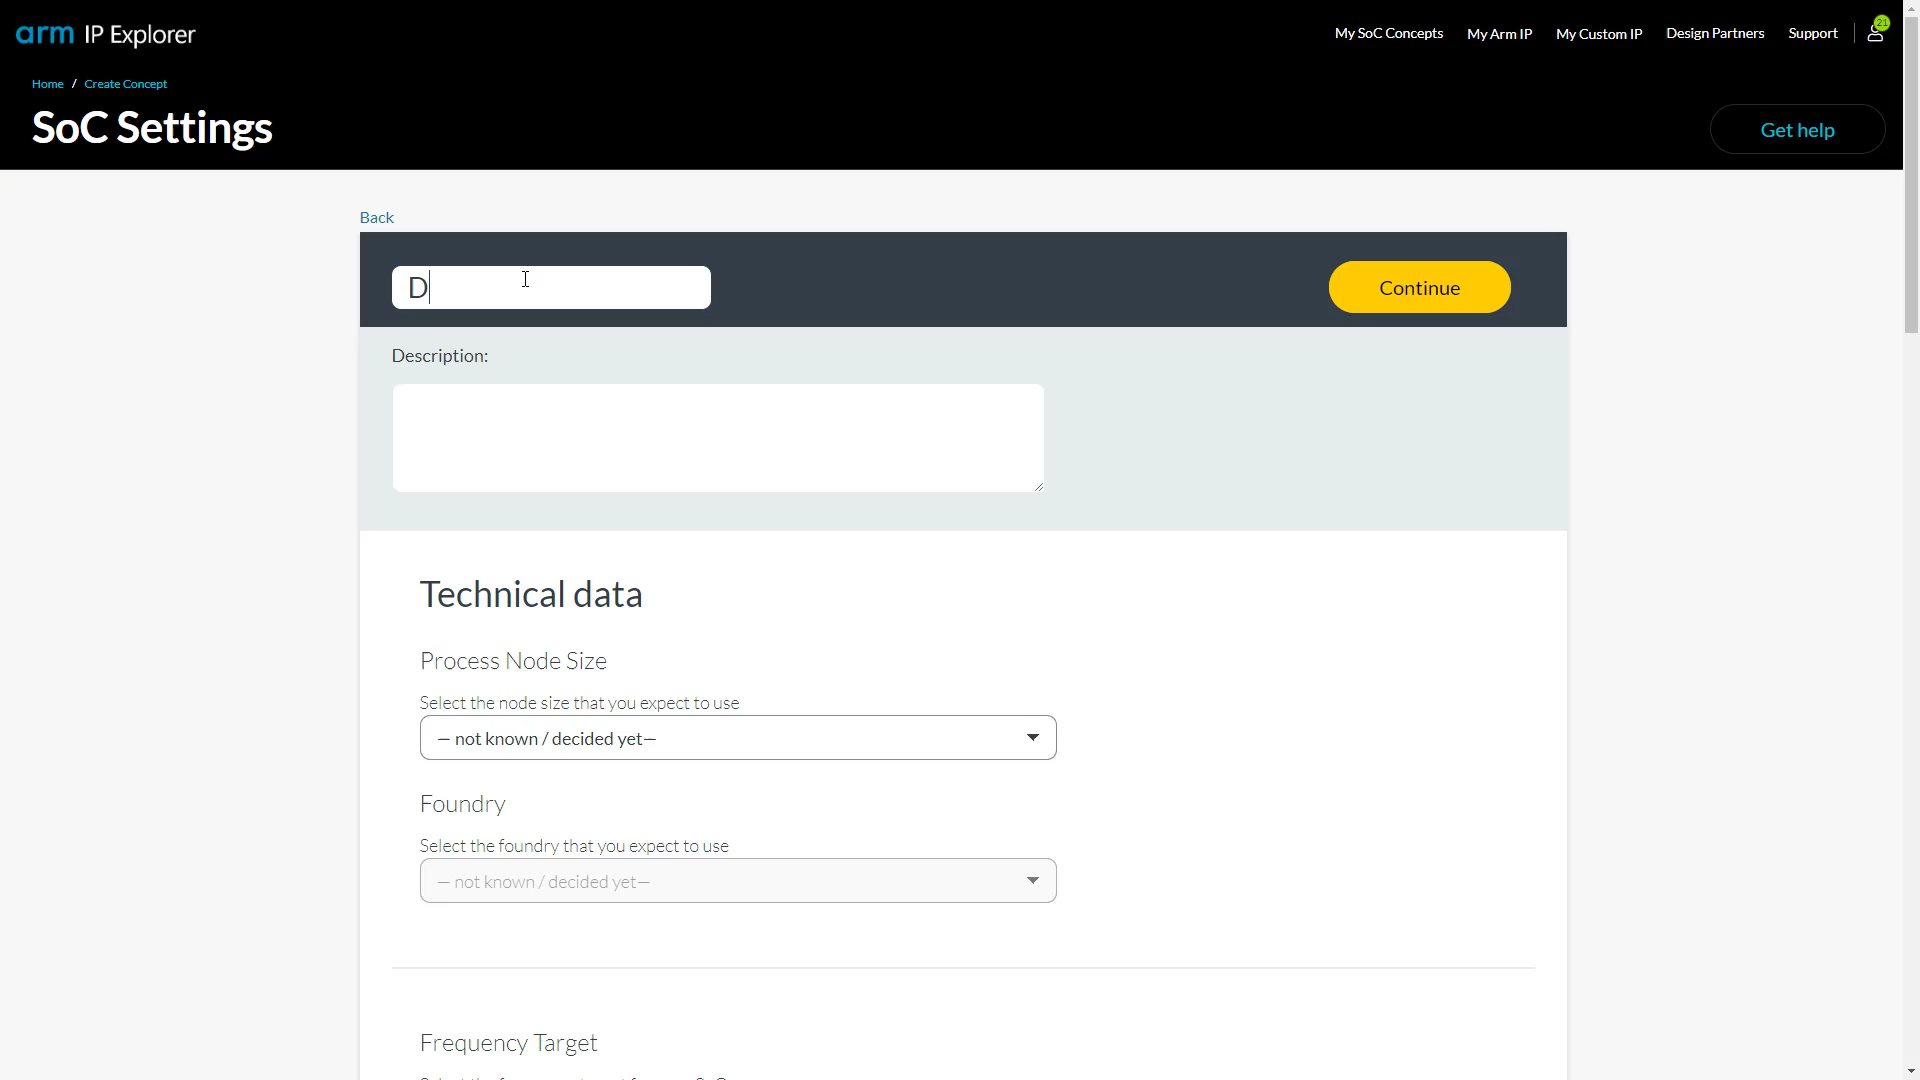 arm IP Explorer
My SoC Concepts My Arm IP My Custom IP Design Partners Support 21
Home / Create Concept
SoC Settings
Get help
Back
D
Continue
Description:
Technical data
Process Node Size
Select the node size that you expect to use
— not known / decided yet—
Foundry
Select the foundry that you expect to use
— not known / decided yet—
Frequency Target